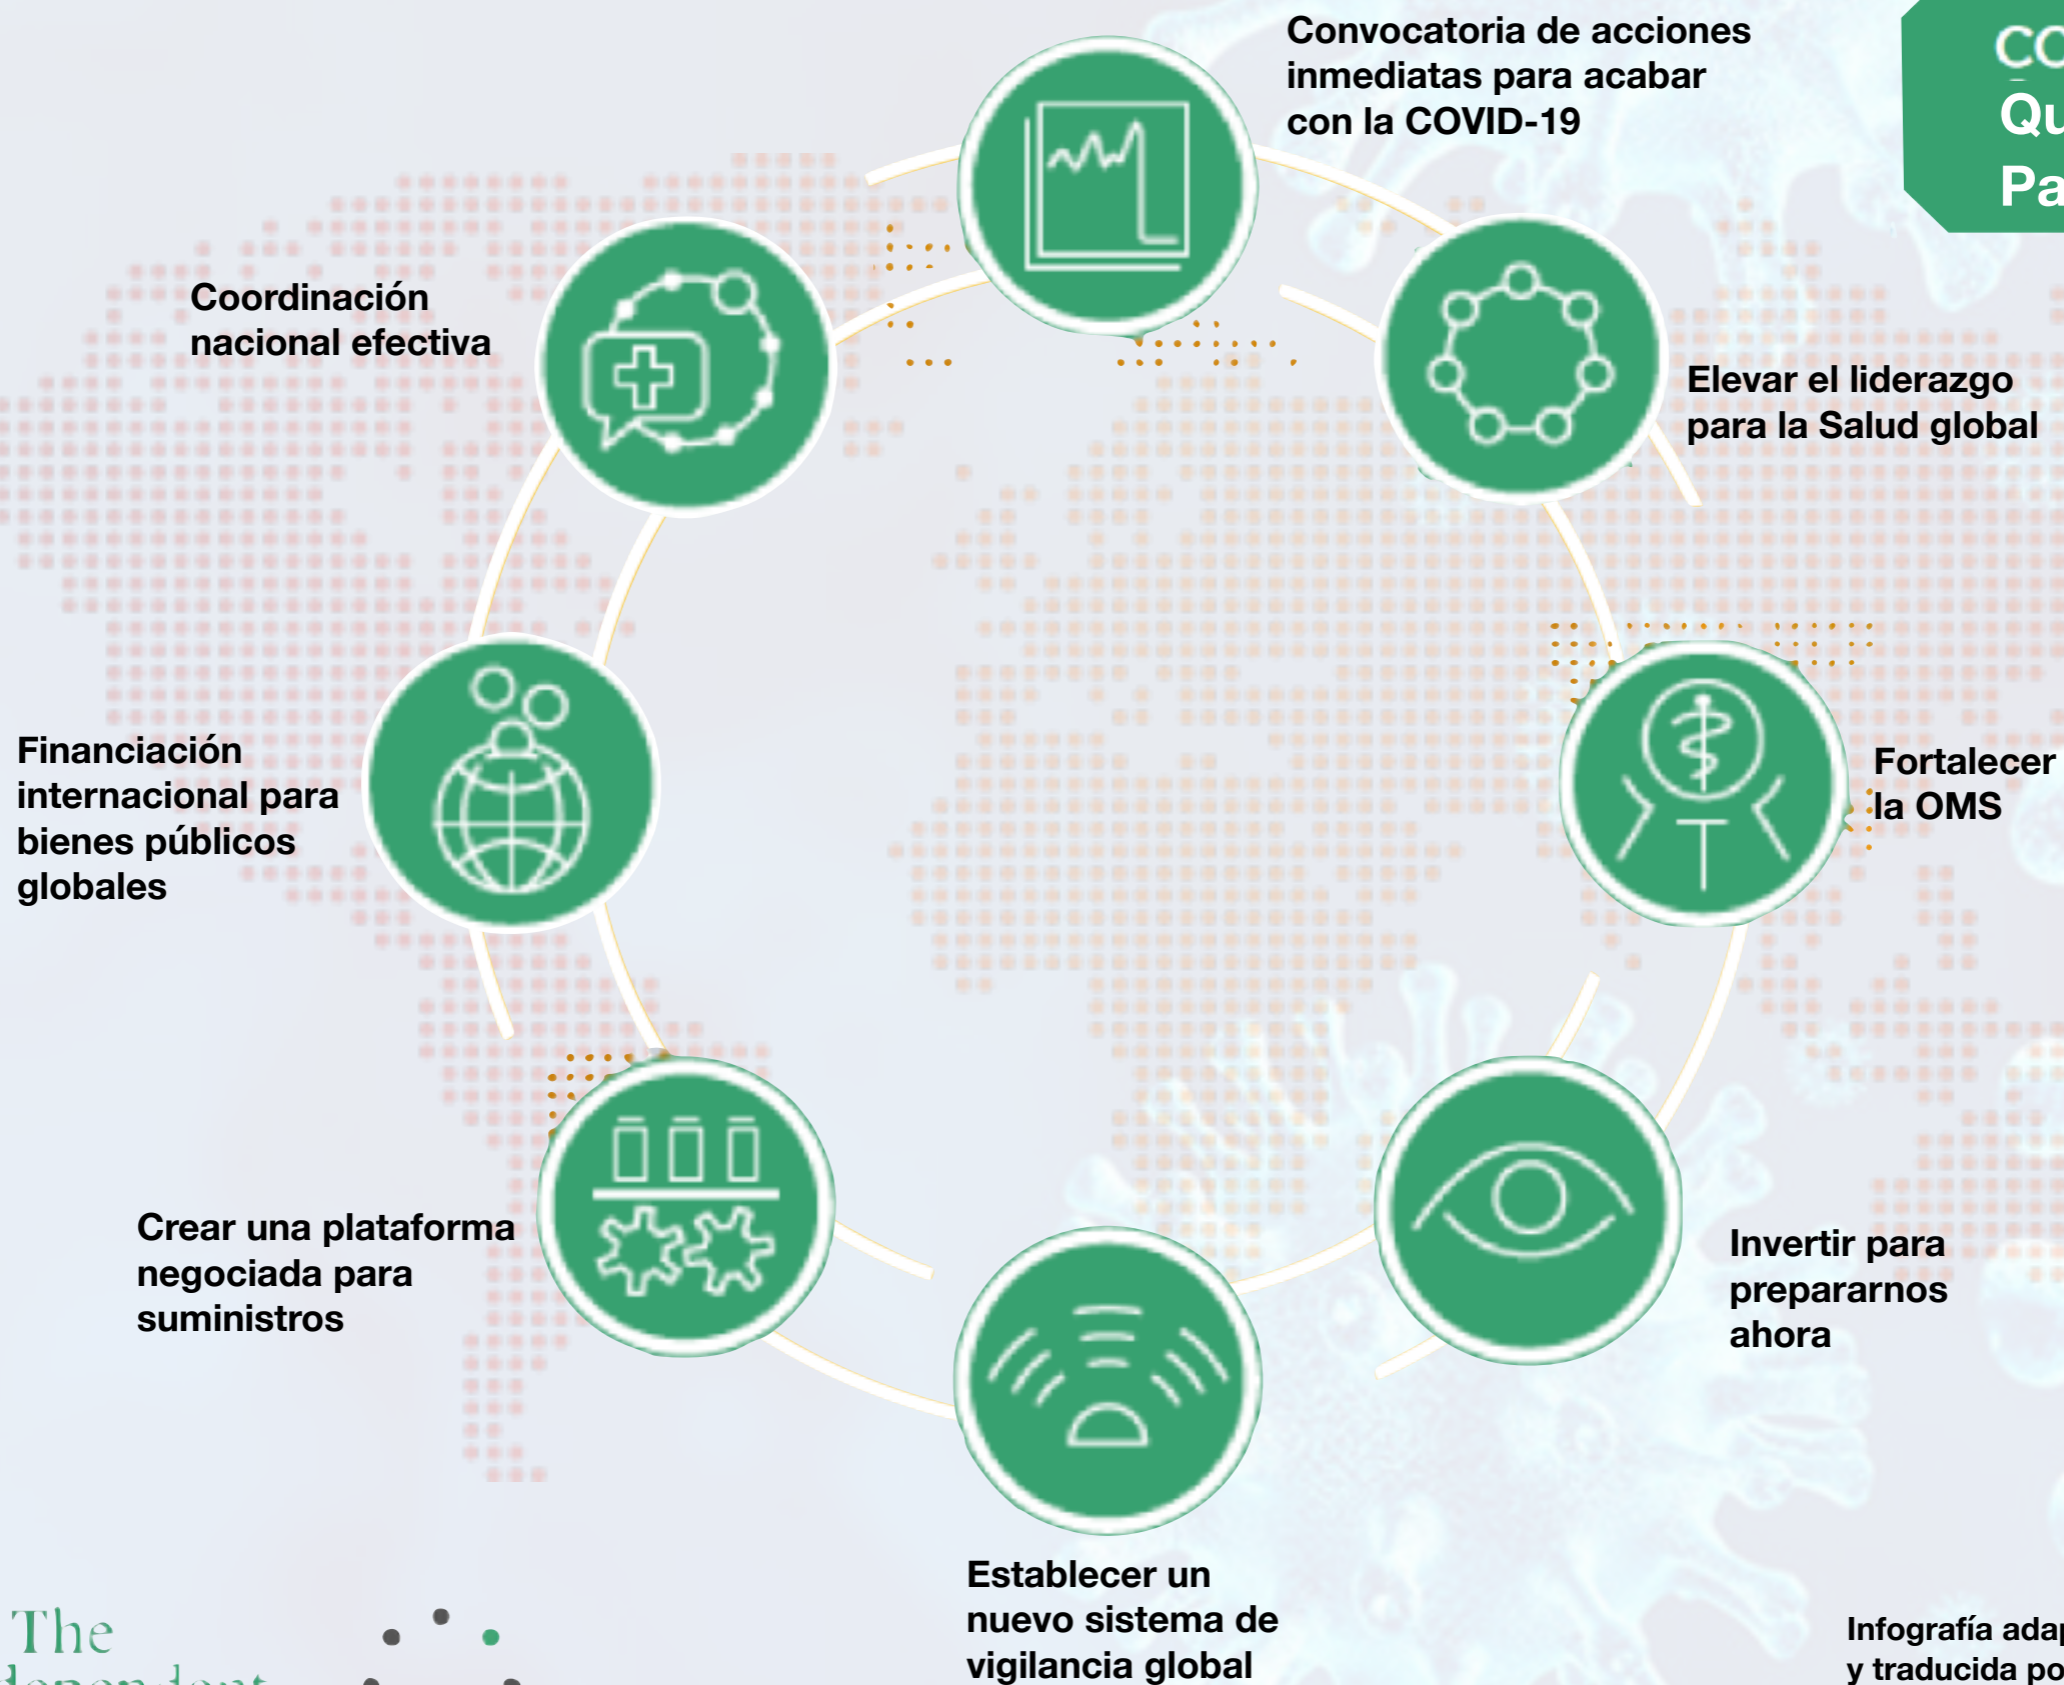 Convocatoria de acciones
inmediatas para acabar
con la COVID-19
Coordinación
nacional efectiva
Elevar el liderazgo
para la Salud global
Financiación
internacional para
bienes públicos
globales
Fortalecer
la OMS
Crear una plataforma
negociada para
suministros
Invertir para
prepararnos
ahora
Establecer un
nuevo sistema de
vigilancia global
The
Infografía
y traducida